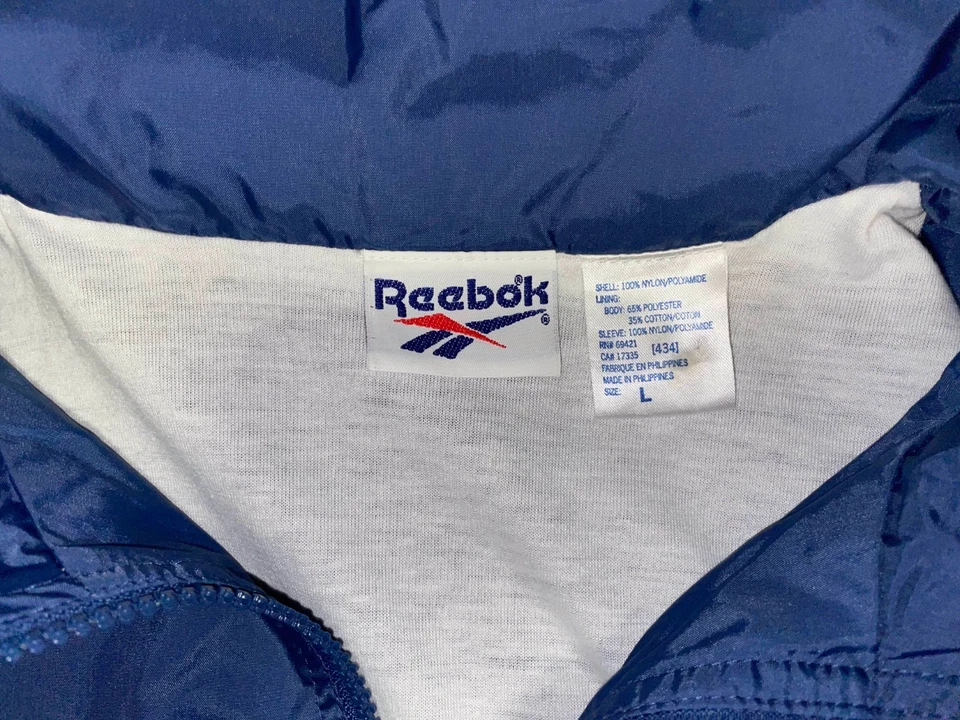 Reebok®
®
SHELL: 100% NYLON/POLYAMIDE
LINING:
BODY: 65% POLYESTER
35% COTTON/COTON
SLEEVE: 100% NYLON/POLYAMIDE
RN# 69421
CA# 17335 [434]
FABRIQUE EN PHILIPPINES
MADE IN PHILIPPINES
SIZE: L